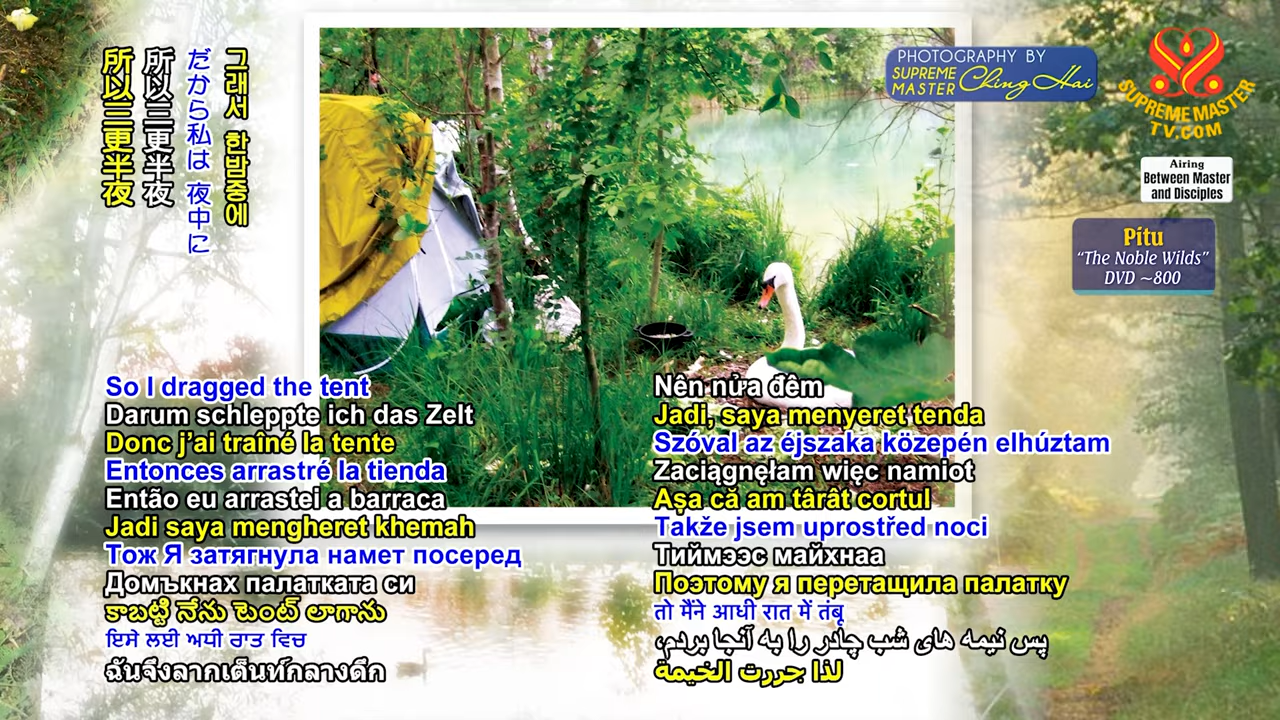 所以三更半夜
所以三更半夜
だから私は 夜中に
그래서 한밤중에
PHOTOGRAPHY BY
SUPREME MASTER Ching Hai
SUPREME MASTER
TV.COM
Airing
Between Master
and Disciples
Pítu
“The Noble Wilds”
DVD ~800
So I dragged the tent
Darum schleppte ich das Zelt
Donc j’ai traîné la tente
Entonces arrastré la tienda
Então eu arrastei a barraca
Jadi saya mengheret khemah
Тож Я затягнула намет посеред
Домъкнах палатката си
కాబట్టి నేను టెంట్ లాగాను
ਇਸੇ ਲਈ ਅਧੀ ਰਾਤ ਵਿਚ
ฉันจึงลากเต็นท์กลางดึก
Nên nửa đêm
Jadi, saya menyeret tenda
Szóval az éjszaka közepén elhúztam
Zaciągnęłam więc namiot
Așa că am târât cortul
Takže jsem uprostřed noci
Тиймээс майхнаа
Поэтому я перетащила палатку
तो मैंने आधी रात में तंबू
پس نیمه های شب چادر را به آنجا بردم،
لذا جررت الخيمة